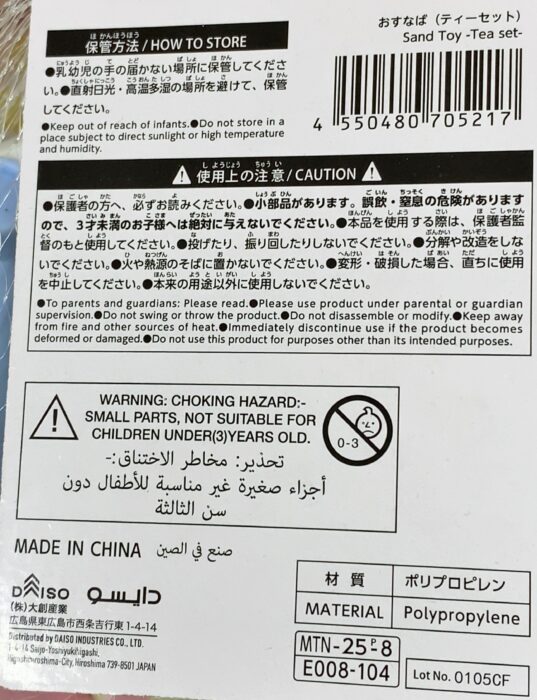 おすなば（ティーセット）
Sand Toy -Tea set-
4 550480 705217
保管方法 / HOW TO STORE
●乳幼児の手の届かない場所に保管してくださ
い。●直射日光・高温多湿の場所を避けて、保管
してください。
●Keep out of reach of infants.●Do not store in a
place subject to direct sunlight or high temperature
and humidity.
使用上の注意 / CAUTION
●保護者の方へ、必ずお読みください。●小部品があります。誤飲・窒息の危険があります
ので、3才未満のお子様へは絶対に与えないでください。●本品を使用する際は、保護者監
督のもと使用してください。●投げたり、振り回したりしないでください。●分解や改造をしな
いでください。●火や熱源のそばに置かないでください。●変形・破損した場合、直ちに使用
を中止してください。●本来の用途以外に使用しないでください。
●To parents and guardians: Please read.●Please use product under parental or guardian
supervision.●Do not swing or throw the product.●Do not disassemble or modify.●Keep away
from fire and other sources of heat.●Immediately discontinue use if the product becomes
deformed or damaged.●Do not use this product for purposes other than its intended purposes.
WARNING: CHOKING HAZARD:-
SMALL PARTS, NOT SUITABLE FOR
CHILDREN UNDER(3)YEARS OLD.
0-3
تحذير: مخاطر الاختناق:-
أجزاء صغيرة غير مناسبة للأطفال دون
سن الثالثة
MADE IN CHINA صنع في الصين
DAISO دايسو
(株)大創産業
広島県東広島市西条吉行東 1-4-14
Distributed by DAISO INDUSTRIES CO., LTD.
1-4-14 Saijo-Yoshiyukihigashi,
Higashihiroshima-City, Hiroshima 739-8501 JAPAN
材質 ポリプロピレン
MATERIAL Polypropylene
MTN-25-P-8
E008-104
Lot No. 0105CF